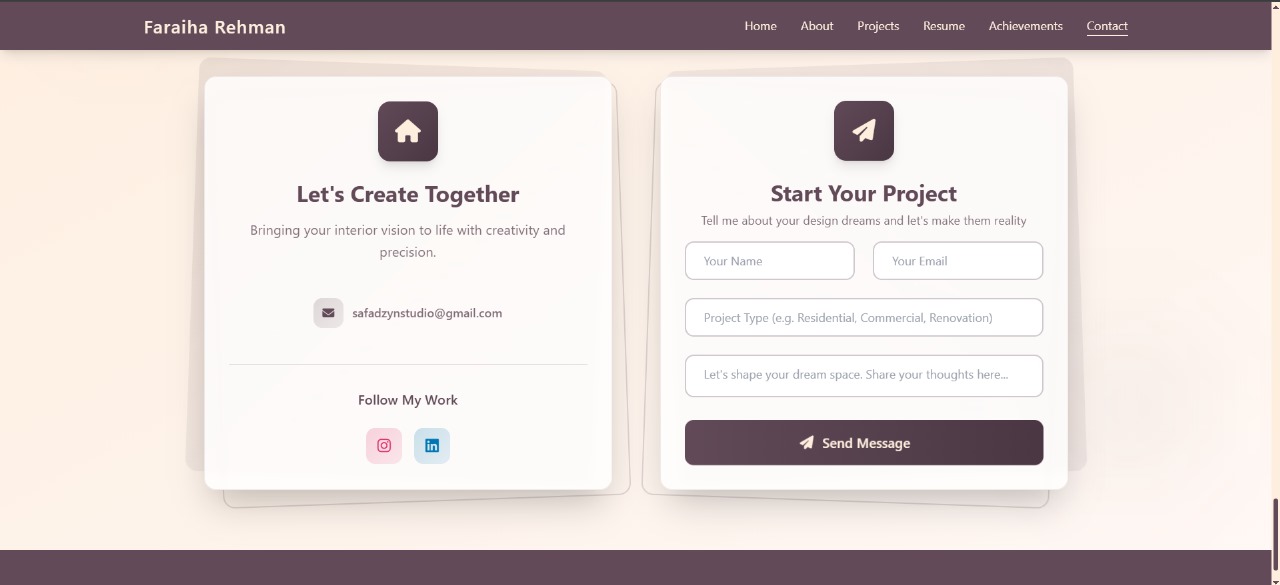 Faraiha Rehman
Home About Projects Resume Achievements Contact
Let's Create Together
Bringing your interior vision to life with creativity and
precision.
safadzynstudio@gmail.com
Follow My Work
Start Your Project
Tell me about your design dreams and let's make them reality
Your Name
Your Email
Project Type (e.g. Residential, Commercial, Renovation)
Let's shape your dream space. Share your thoughts here...
Send Message